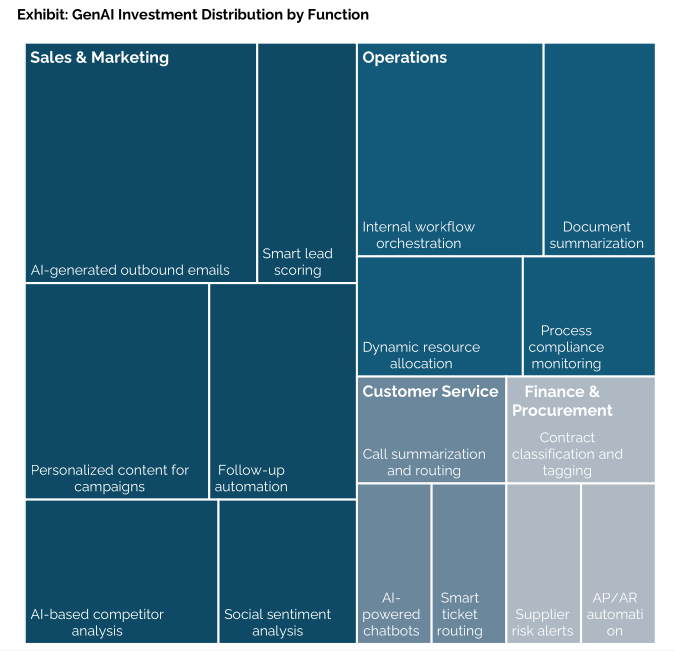 Exhibit: GenAI Investment Distribution by Function
Sales & Marketing
AI-generated outbound emails
Smart lead
scoring
Personalized content for
campaigns
Follow-up
automation
AI-based competitor
analysis
Social sentiment
analysis
Operations
Internal workflow
orchestration
Document
summarization
Dynamic resource
allocation
Process
compliance
monitoring
Customer Service
Call summarization
and routing
AI-
powered
chatbots
Smart
ticket
routing
Finance &
Procurement
Contract
classification and
tagging
Supplier
risk alerts
AP/AR
automati
on